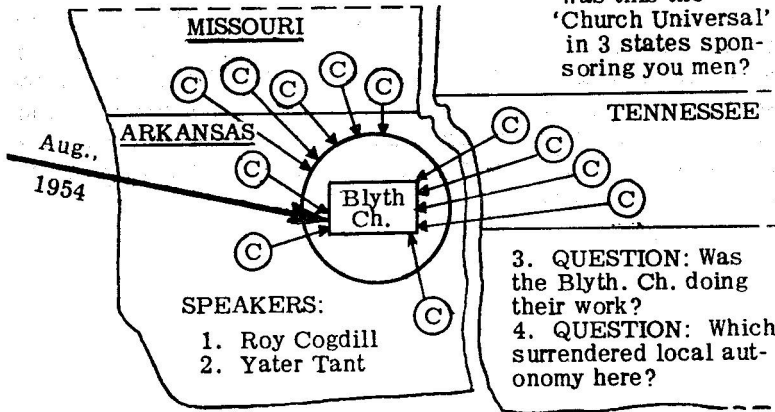 was this the
'Church Universal'
in 3 states spon-
soring you men?
MISSOURI
C C C C C
TENNESSEE
ARKANSAS
C
C
C
C
Aug.,
1954
C
Blyth
Ch.
C
C
SPEAKERS:
1. Roy Cogdill
2. Yater Tant
3. QUESTION: Was
the Blyth. Ch. doing
their work?
4. QUESTION: Which
surrendered local aut-
onomy here?